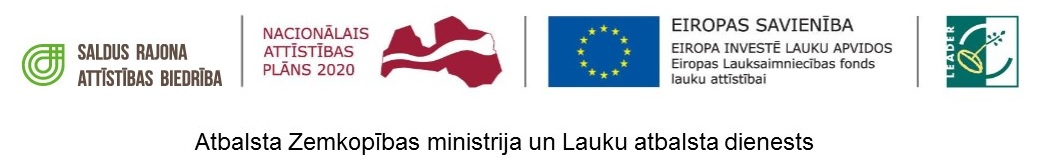 SALDUS RAJONA
ATTĪSTĪBAS BIEDRĪBA
NACIONĀLAIS
ATTĪSTĪBAS
PLĀNS 2020
EIROPAS SAVIENĪBA
EIROPA INVESTĒ LAUKU APVIDOS
Eiropas Lauksaimniecības fonds
lauku attīstībai
LEADER
Atbalsta Zemkopības ministrija un Lauku atbalsta dienests